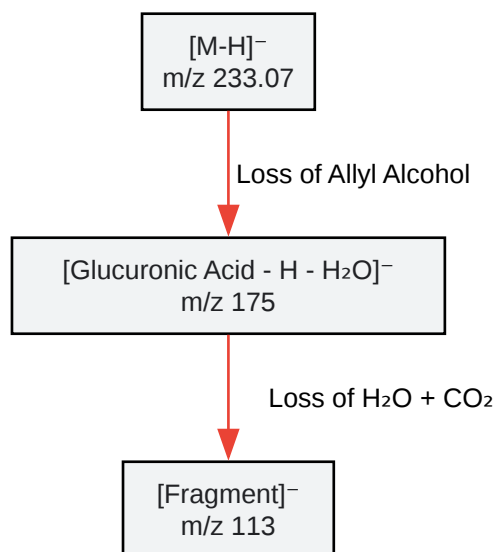 [M-H]⁻
m/z 233.07
Loss of Allyl Alcohol
[Glucuronic Acid - H - H₂O]⁻
m/z 175
Loss of H₂O + CO₂
[Fragment]⁻
m/z 113